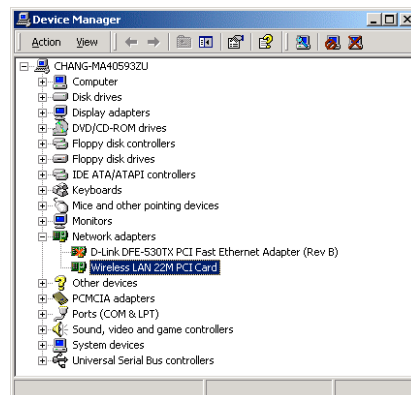 Device Manager
Action View
CHANG-MA40593ZU
Computer
Disk drives
Display adapters
DVD/CD-ROM drives
Floppy disk controllers
Floppy disk drives
IDE ATA/ATAPI controllers
Keyboards
Mice and other pointing devices
Monitors
Network adapters
D-Link DFE-530TX PCI Fast Ethernet Adapter (Rev B)
Wireless LAN 22M PCI Card
Other devices
PCMCIA adapters
Ports (COM & LPT)
Sound, video and game controllers
System devices
Universal Serial Bus controllers